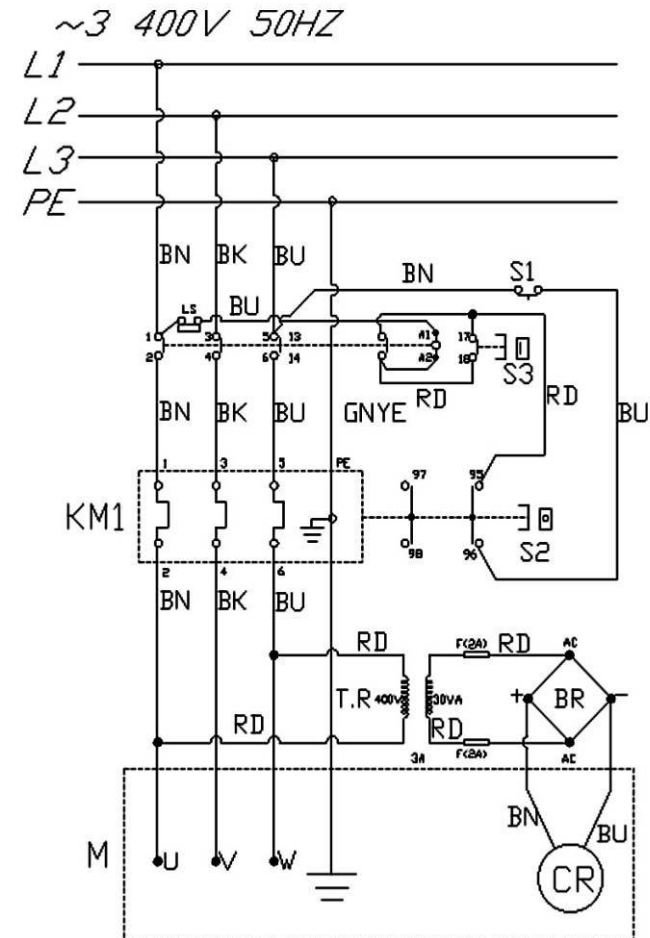 ~3 400V 50HZ
L1
L2
L3
PE
BN BK BU BN S1
LS BU
1 3 5 13 A1 17
2 4 6 14 A2 18 S3
BN BK BU GNYE RD RD BU
1 3 5 PE 97 95
KM1
98 96 S2
2 4 6
BN BK BU
RD F(2A) RD AC
T.R 400V 30VA + BR -
RD RD
3A F(2A) AC
BN BU
M U V W CR